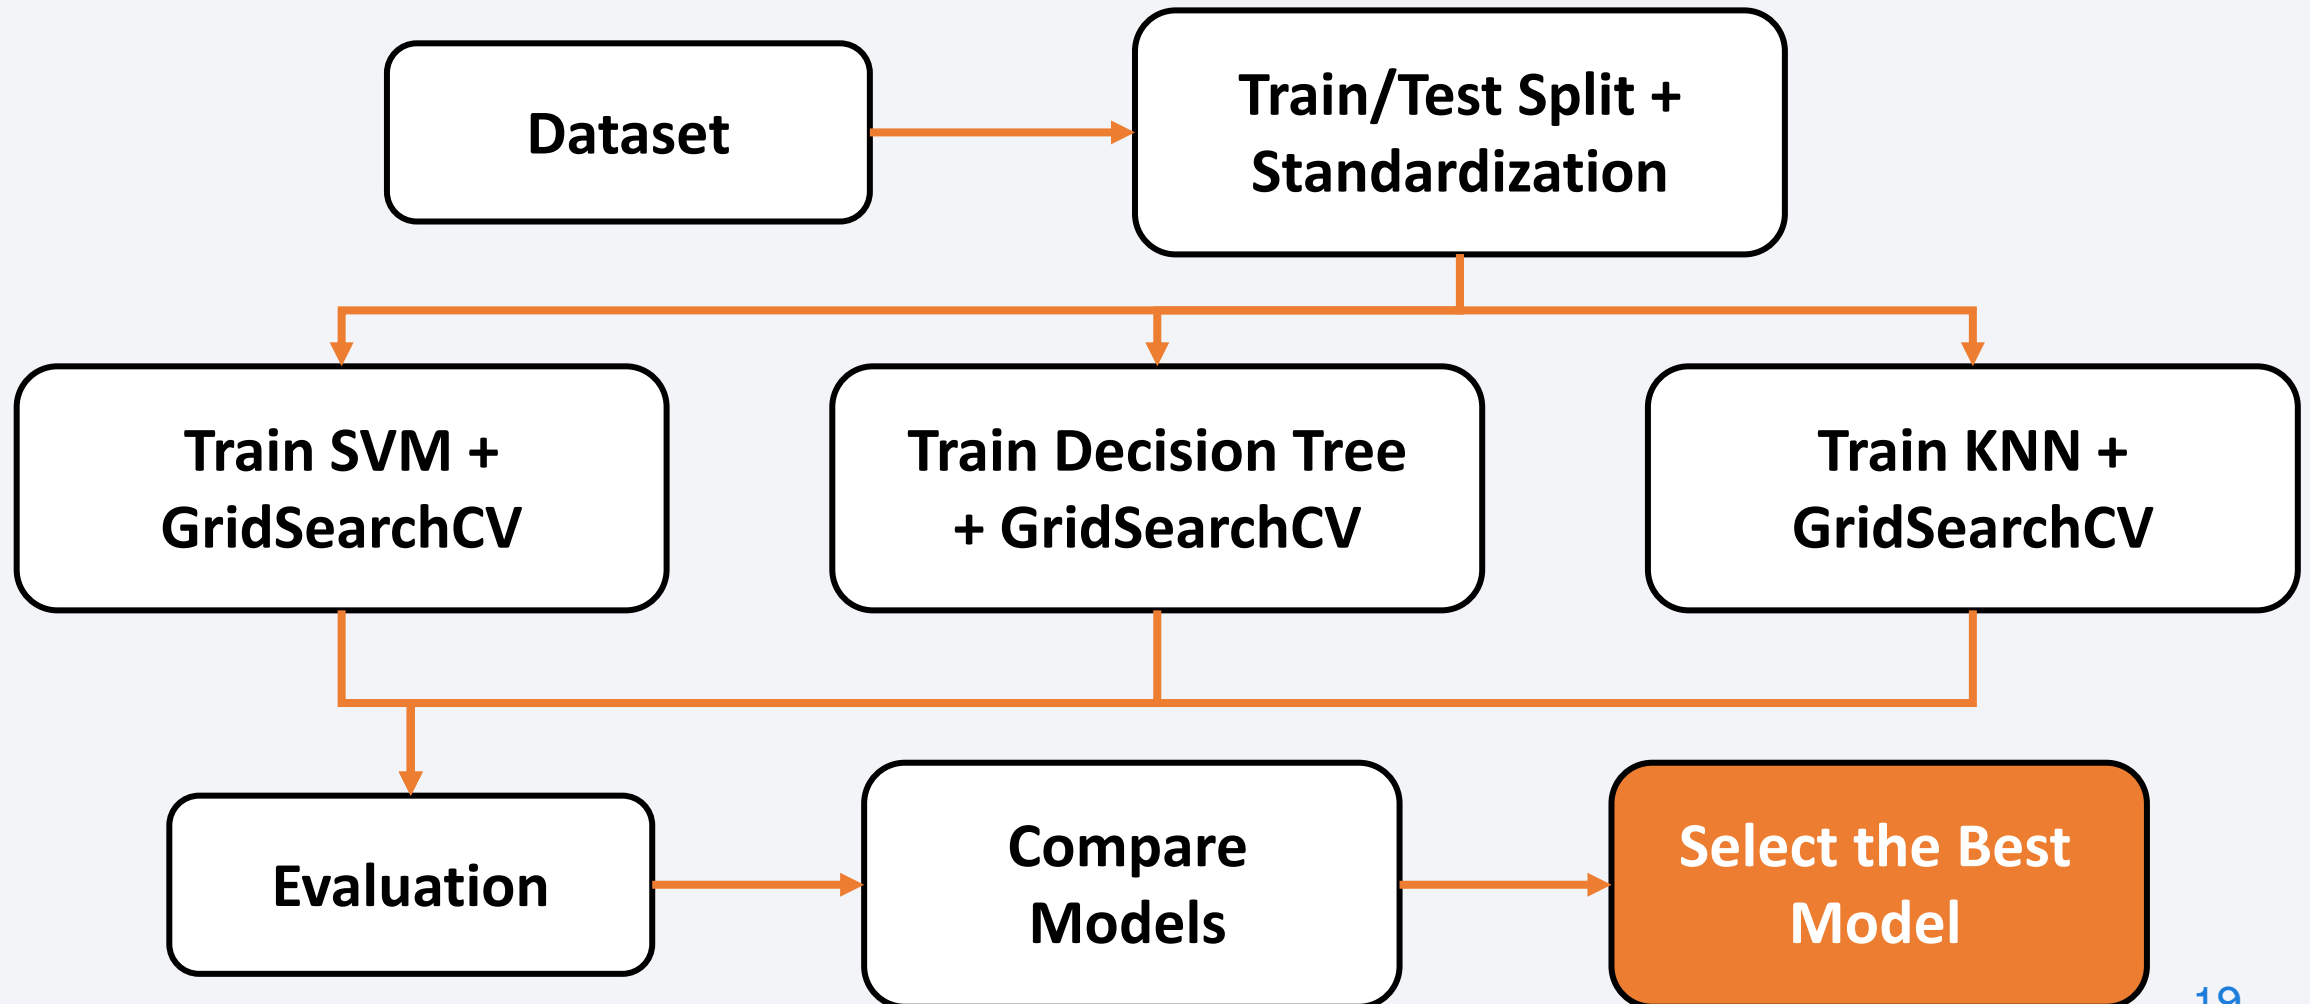 Dataset
Train/Test Split +
Standardization
Train SVM +
GridSearchCV
Train Decision Tree
+ GridSearchCV
Train KNN +
GridSearchCV
Evaluation
Compare
Models
Select the Best
Model
19